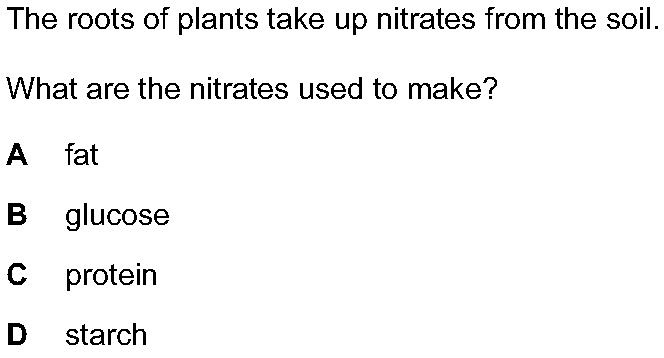 The roots of plants take up nitrates from the soil.
What are the nitrates used to make?
A fat
B glucose
C protein
D starch